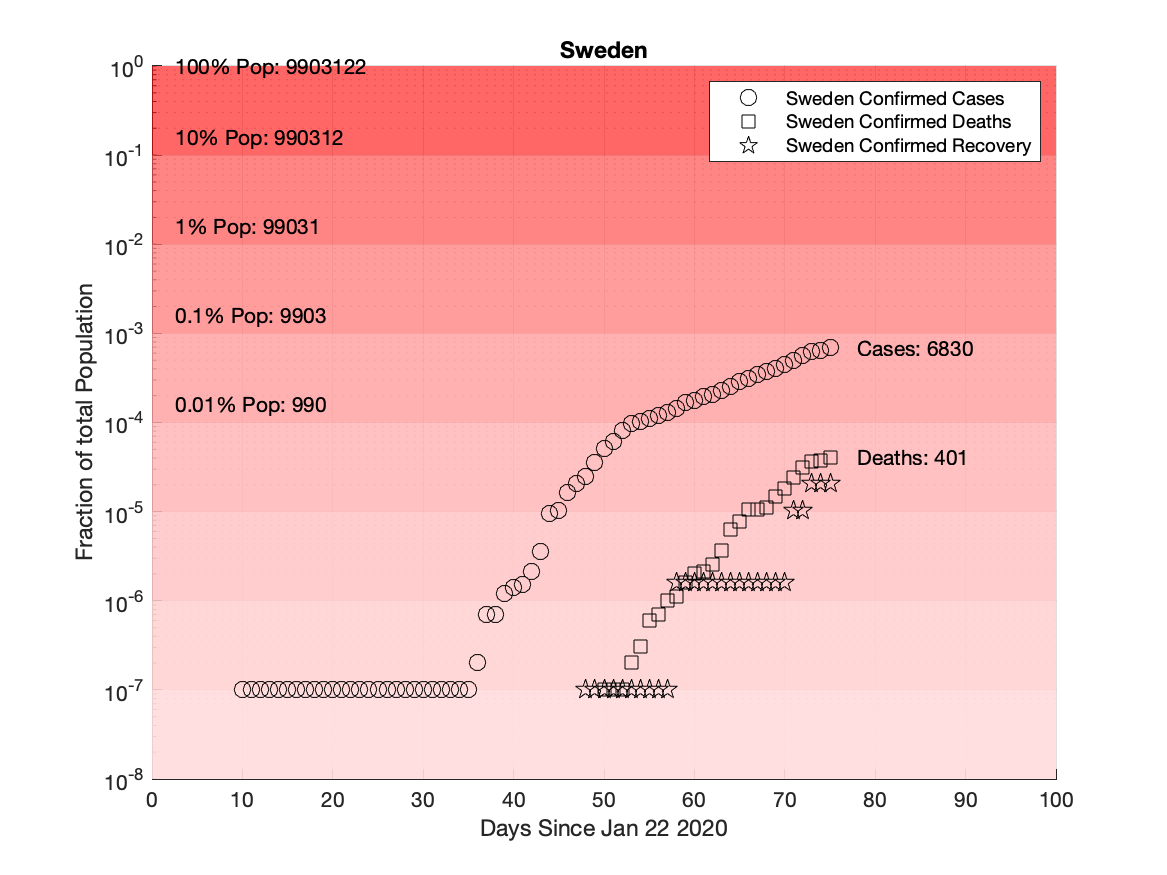 Sweden
10^0
100% Pop: 9903122
Sweden Confirmed Cases
Sweden Confirmed Deaths
Sweden Confirmed Recovery
10% Pop: 990312
10^-1
1% Pop: 99031
10^-2
0.1% Pop: 9903
10^-3
Cases: 6830
0.01% Pop: 990
10^-4
Deaths: 401
10^-5
10^-6
10^-7
10^-8
Fraction of total Population
0 10 20 30 40 50 60 70 80 90 100
Days Since Jan 22 2020